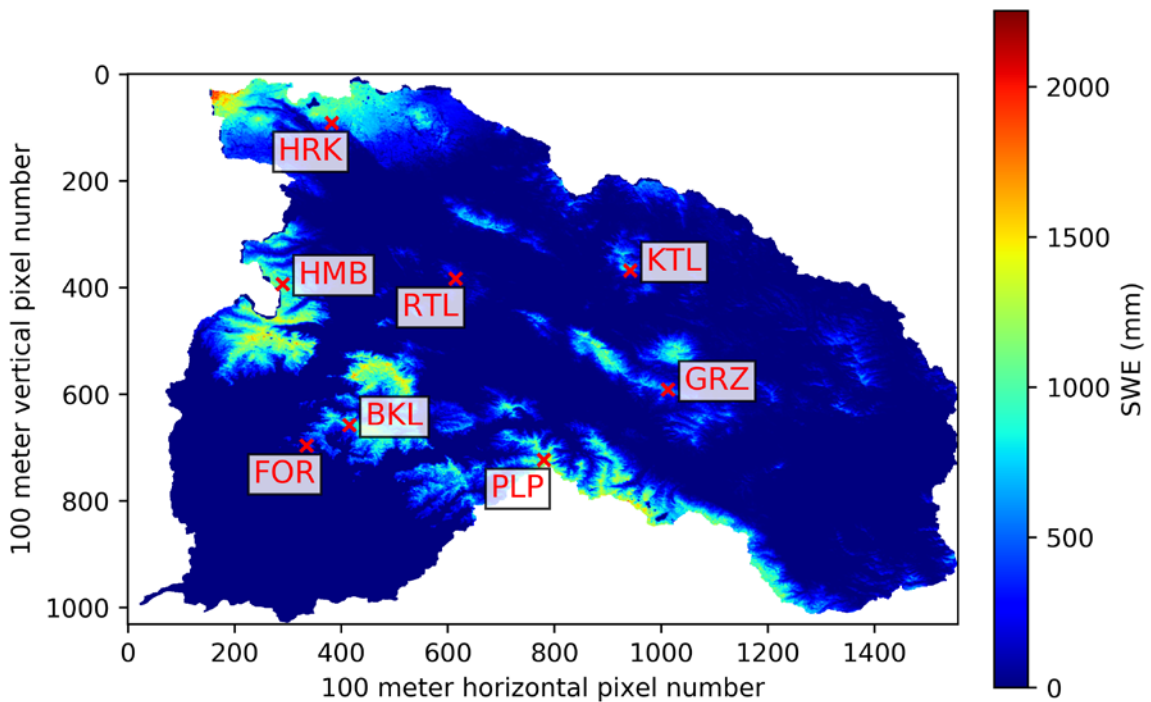 0
200
400
600
800
1000
100 meter vertical pixel number
HRK
HMB
KTL
RTL
GRZ
BKL
FOR
PLP
0 200 400 600 800 1000 1200 1400
100 meter horizontal pixel number
2000
1500
1000
500
0
SWE (mm)